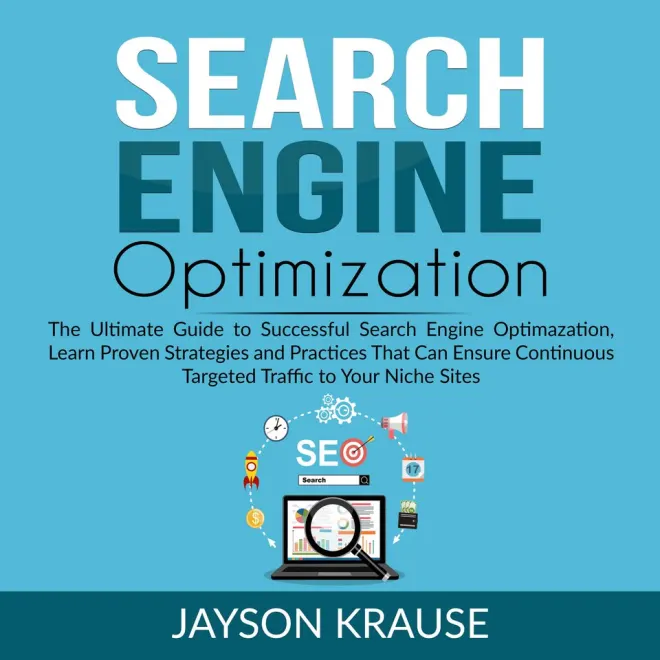 SEARCH
ENGINE
Optimization
The Ultimate Guide to Successful Search Engine Optimazation,
Learn Proven Strategies and Practices That Can Ensure Continuous
Targeted Traffic to Your Niche Sites
SEO
17
Search
$
JAYSON KRAUSE